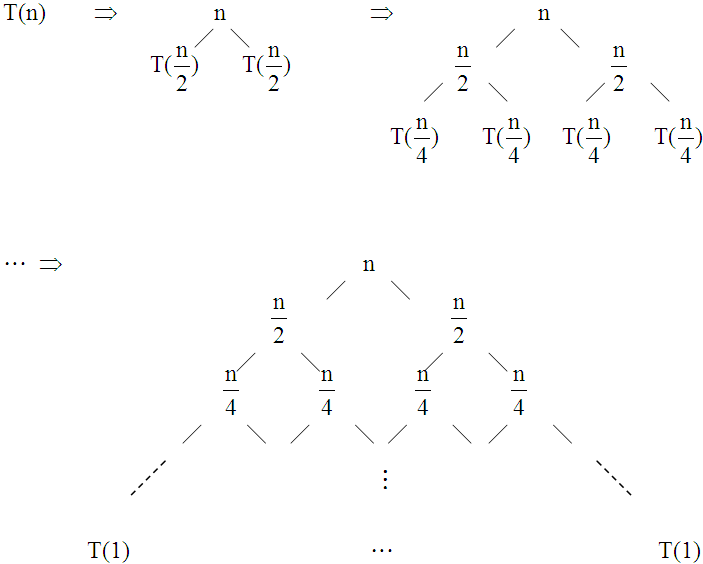 T(n) ⇒ n ⇒ n
T(n/2) T(n/2) n/2 n/2
T(n/4) T(n/4) T(n/4) T(n/4)
⋯ ⇒ n
n/2 n/2
n/4 n/4 n/4 n/4
⋮
T(1) ⋯ T(1)